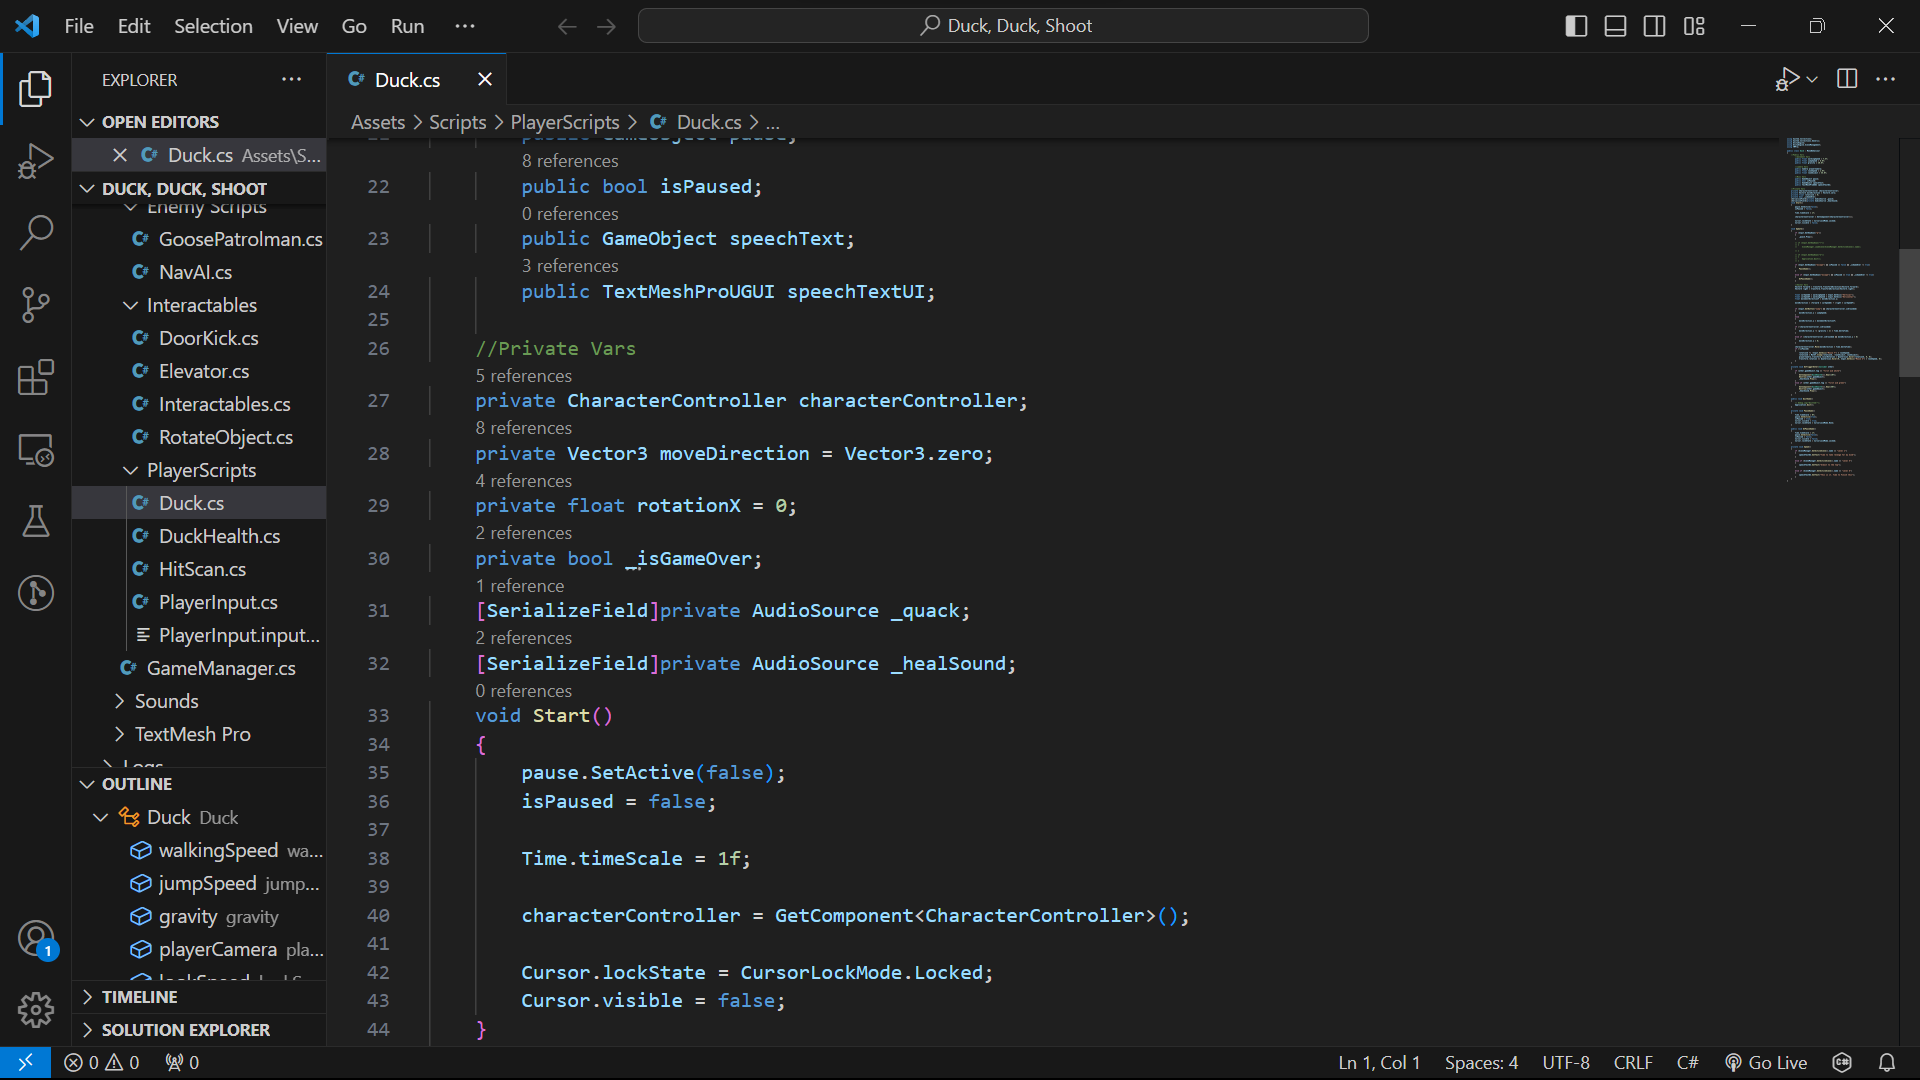 File Edit Selection View Go Run ···
Duck, Duck, Shoot
EXPLORER
OPEN EDITORS
Duck.cs Assets\S...
DUCK, DUCK, SHOOT
Enemy Scripts
GoosePatrolman.cs
NavAI.cs
Interactables
DoorKick.cs
Elevator.cs
Interactables.cs
RotateObject.cs
PlayerScripts
Duck.cs
DuckHealth.cs
HitScan.cs
PlayerInput.cs
PlayerInput.input...
GameManager.cs
Sounds
TextMesh Pro
Logs
OUTLINE
Duck Duck
walkingSpeed wa...
jumpSpeed jump...
gravity gravity
playerCamera pla...
TIMELINE
SOLUTION EXPLORER
Duck.cs
Assets > Scripts > PlayerScripts > Duck.cs > ...
public GameObject pause;
8 references
22 public bool isPaused;
0 references
23 public GameObject speechText;
3 references
24 public TextMeshProUGUI speechTextUI;
25
26 //Private Vars
5 references
27 private CharacterController characterController;
8 references
28 private Vector3 moveDirection = Vector3.zero;
4 references
29 private float rotationX = 0;
2 references
30 private bool _isGameOver;
1 reference
31 [SerializeField]private AudioSource _quack;
2 references
32 [SerializeField]private AudioSource _healSound;
0 references
33 void Start()
34 {
35 pause.SetActive(false);
36 isPaused = false;
37
38 Time.timeScale = 1f;
39
40 characterController = GetComponent<CharacterController>();
41
42 Cursor.lockState = CursorLockMode.Locked;
43 Cursor.visible = false;
44 }
1
0 0 0
Ln 1, Col 1 Spaces: 4 UTF-8 CRLF C# Go Live